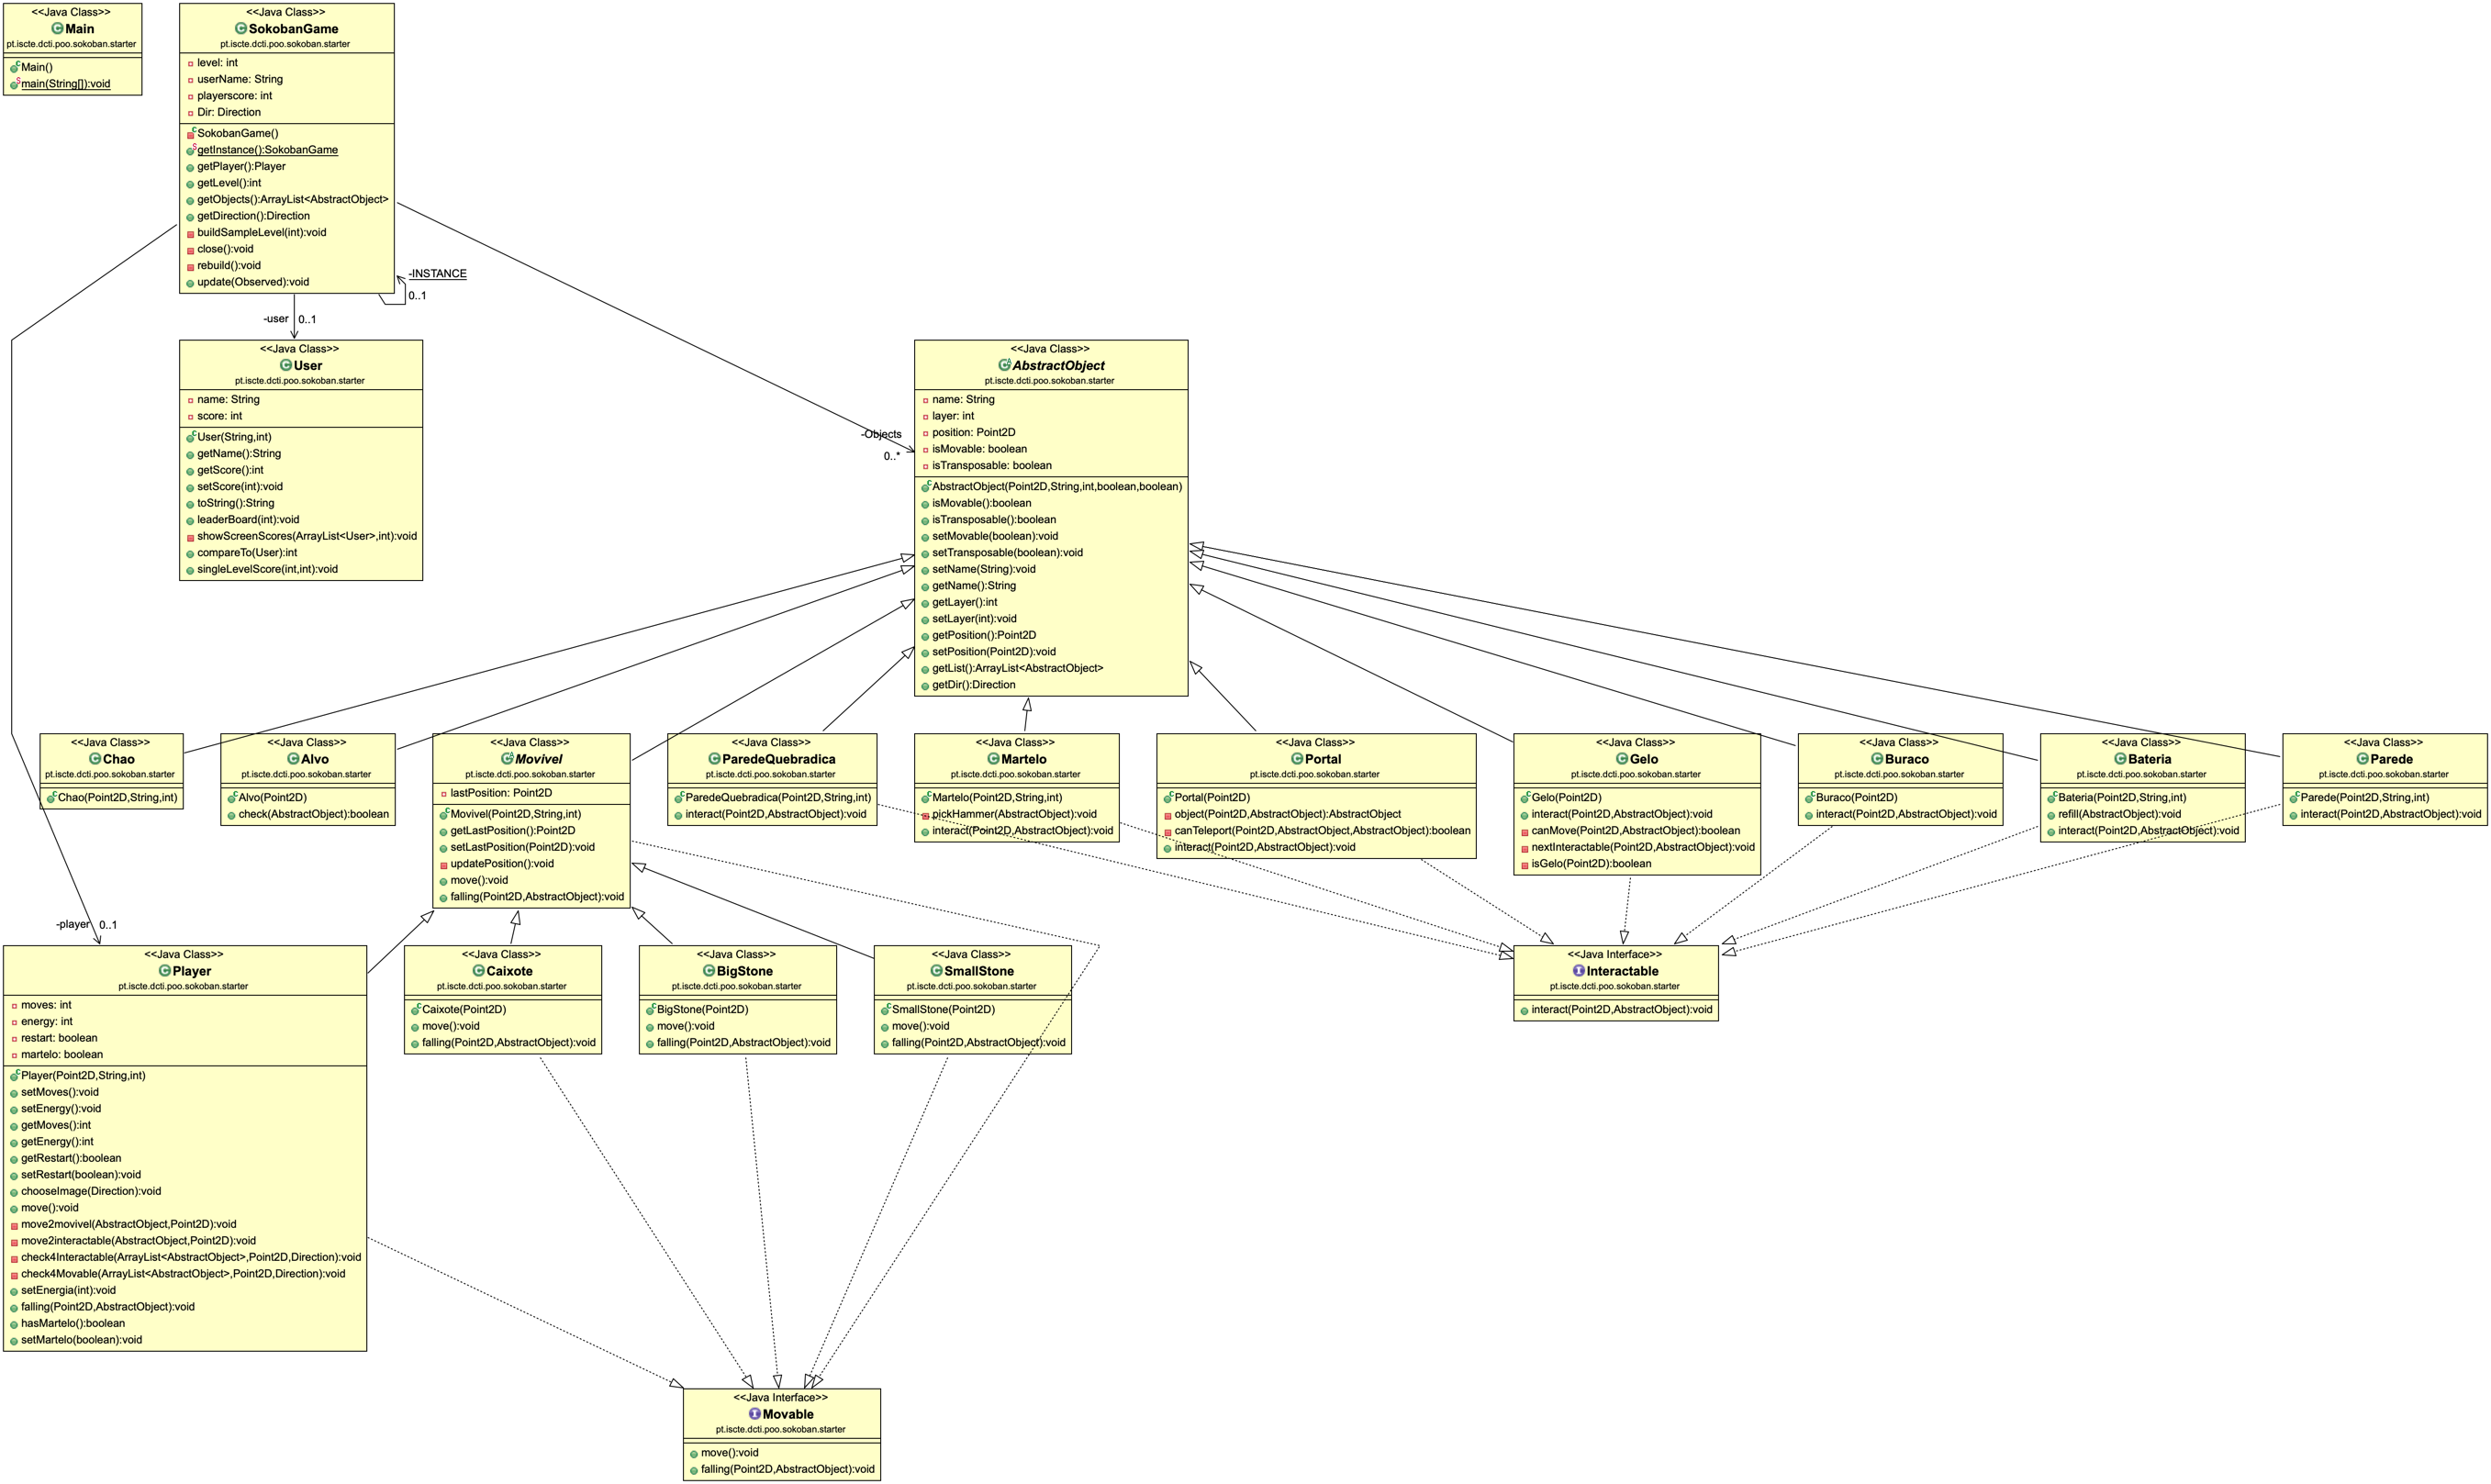 <<Java Class>>
Main
pt.iscte.dcti.poo.sokoban.starter
Main()
main(String[]):void
<<Java Class>>
SokobanGame
pt.iscte.dcti.poo.sokoban.starter
level: int
userName: String
playerscore: int
Dir: Direction
SokobanGame()
getInstance():SokobanGame
getPlayer():Player
getLevel():int
getObjects():ArrayList<AbstractObject>
getDirection():Direction
buildSampleLevel(int):void
close():void
rebuild():void
update(Observed):void
-INSTANCE
0..1
-user
0..1
<<Java Class>>
User
pt.iscte.dcti.poo.sokoban.starter
name: String
score: int
User(String,int)
getName():String
getScore():int
setScore(int):void
toString():String
leaderBoard(int):void
showScreenScores(ArrayList<User>,int):void
compareTo(User):int
singleLevelScore(int,int):void
-Objects
0..*
<<Java Class>>
AbstractObject
pt.iscte.dcti.poo.sokoban.starter
name: String
layer: int
position: Point2D
isMovable: boolean
isTransposable: boolean
AbstractObject(Point2D,String,int,boolean,boolean)
isMovable():boolean
isTransposable():boolean
setMovable(boolean):void
setTransposable(boolean):void
setName(String):void
getName():String
getLayer():int
setLayer(int):void
getPosition():Point2D
setPosition(Point2D):void
getList():ArrayList<AbstractObject>
getDir():Direction
<<Java Class>>
Chao
pt.iscte.dcti.poo.sokoban.starter
Chao(Point2D,String,int)
<<Java Class>>
Alvo
pt.iscte.dcti.poo.sokoban.starter
Alvo(Point2D)
check(AbstractObject):boolean
<<Java Class>>
Movivel
pt.iscte.dcti.poo.sokoban.starter
lastPosition: Point2D
Movivel(Point2D,String,int)
getLastPosition():Point2D
setLastPosition(Point2D):void
updatePosition():void
move():void
falling(Point2D,AbstractObject):void
<<Java Class>>
ParedeQuebradica
pt.iscte.dcti.poo.sokoban.starter
ParedeQuebradica(Point2D,String,int)
interact(Point2D,AbstractObject):void
<<Java Class>>
Martelo
pt.iscte.dcti.poo.sokoban.starter
Martelo(Point2D,String,int)
pickHammer(AbstractObject):void
interact(Point2D,AbstractObject):void
<<Java Class>>
Portal
pt.iscte.dcti.poo.sokoban.starter
Portal(Point2D)
object(Point2D,AbstractObject):AbstractObject
canTeleport(Point2D,AbstractObject,AbstractObject):boolean
interact(Point2D,AbstractObject):void
<<Java Class>>
Gelo
pt.iscte.dcti.poo.sokoban.starter
Gelo(Point2D)
interact(Point2D,AbstractObject):void
canMove(Point2D,AbstractObject):boolean
nextInteractable(Point2D,AbstractObject):void
isGelo(Point2D):boolean
<<Java Class>>
Buraco
pt.iscte.dcti.poo.sokoban.starter
Buraco(Point2D)
interact(Point2D,AbstractObject):void
<<Java Class>>
Bateria
pt.iscte.dcti.poo.sokoban.starter
Bateria(Point2D,String,int)
refill(AbstractObject):void
interact(Point2D,AbstractObject):void
<<Java Class>>
Parede
pt.iscte.dcti.poo.sokoban.starter
Parede(Point2D,String,int)
interact(Point2D,AbstractObject):void
-player
0..1
<<Java Class>>
Player
pt.iscte.dcti.poo.sokoban.starter
moves: int
energy: int
restart: boolean
martelo: boolean
Player(Point2D,String,int)
setMoves():void
setEnergy():void
getMoves():int
getEnergy():int
getRestart():boolean
setRestart(boolean):void
chooseImage(Direction):void
move():void
move2movivel(AbstractObject,Point2D):void
move2interactable(AbstractObject,Point2D):void
check4Interactable(ArrayList<AbstractObject>,Point2D,Direction):void
check4Movable(ArrayList<AbstractObject>,Point2D,Direction):void
setEnergia(int):void
falling(Point2D,AbstractObject):void
hasMartelo():boolean
setMartelo(boolean):void
<<Java Class>>
Caixote
pt.iscte.dcti.poo.sokoban.starter
Caixote(Point2D)
move():void
falling(Point2D,AbstractObject):void
<<Java Class>>
BigStone
pt.iscte.dcti.poo.sokoban.starter
BigStone(Point2D)
move():void
falling(Point2D,AbstractObject):void
<<Java Class>>
SmallStone
pt.iscte.dcti.poo.sokoban.starter
SmallStone(Point2D)
move():void
falling(Point2D,AbstractObject):void
<<Java Interface>>
Interactable
pt.iscte.dcti.poo.sokoban.starter
interact(Point2D,AbstractObject):void
<<Java Interface>>
Movable
pt.iscte.dcti.poo.sokoban.starter
move():void
falling(Point2D,AbstractObject):void